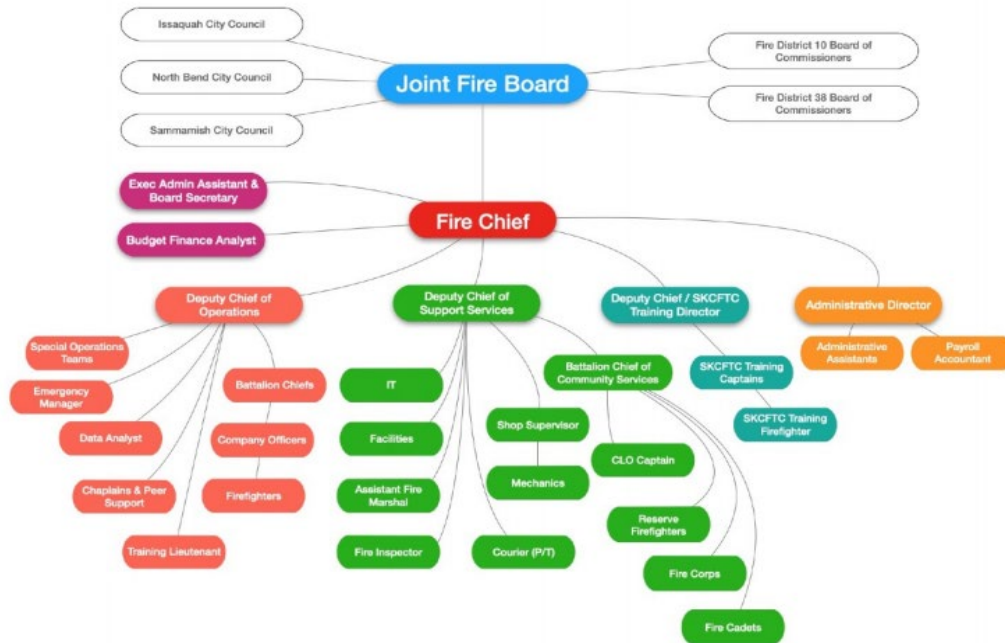 Issaquah City Council
North Bend City Council
Sammamish City Council
Joint Fire Board
Fire District 10 Board of
Commissioners
Fire District 38 Board of
Commissioners
Exec Admin Assistant &
Board Secretary
Budget Finance Analyst
Fire Chief
Deputy Chief of
Operations
Deputy Chief of
Support Services
Deputy Chief / SKCFTC
Training Director
Administrative Director
Special Operations
Teams
Emergency
Manager
Data Analyst
Chaplains & Peer
Support
Training Lieutenant
Battalion Chiefs
Company Officers
Firefighters
IT
Facilities
Assistant Fire
Marshal
Fire Inspector
Shop Supervisor
Mechanics
Courier (P/T)
Battalion Chief of
Community Services
CLO Captain
Reserve
Firefighters
Fire Corps
Fire Cadets
SKCFTC Training
Captains
SKCFTC Training
Firefighter
Administrative
Assistants
Payroll
Accountant